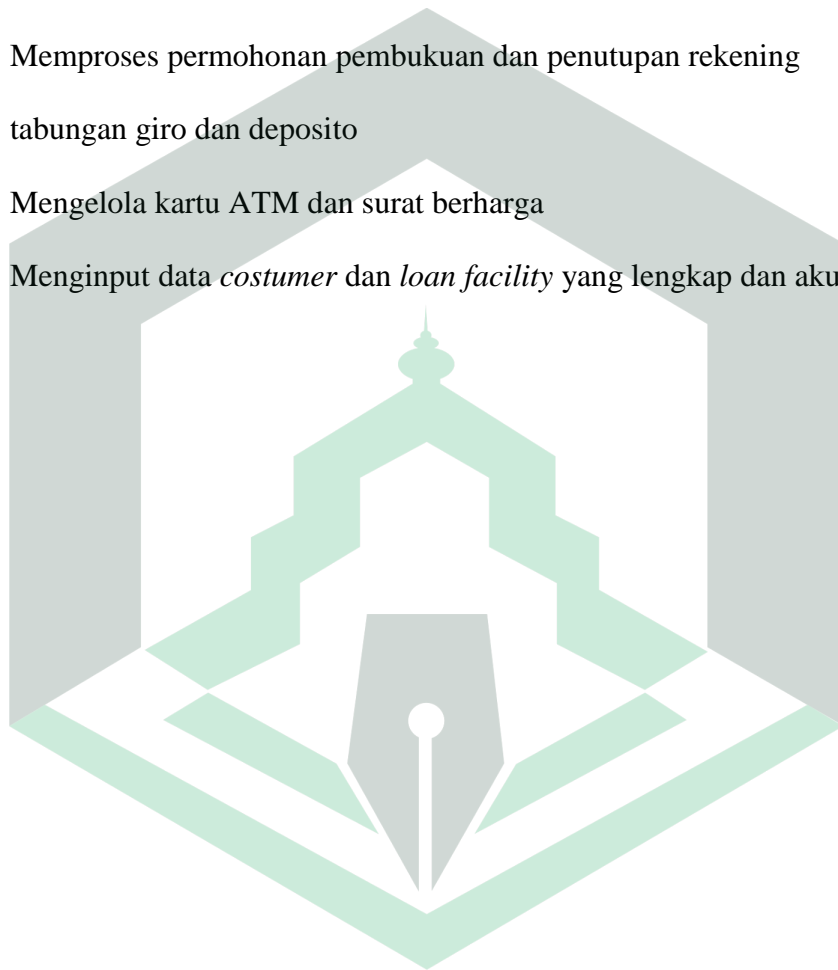 Memproses permohonan pembukuan dan penutupan rekening
tabungan giro dan deposito
Mengelola kartu ATM dan surat berharga
Menginput data costumer dan loan facility yang lengkap dan